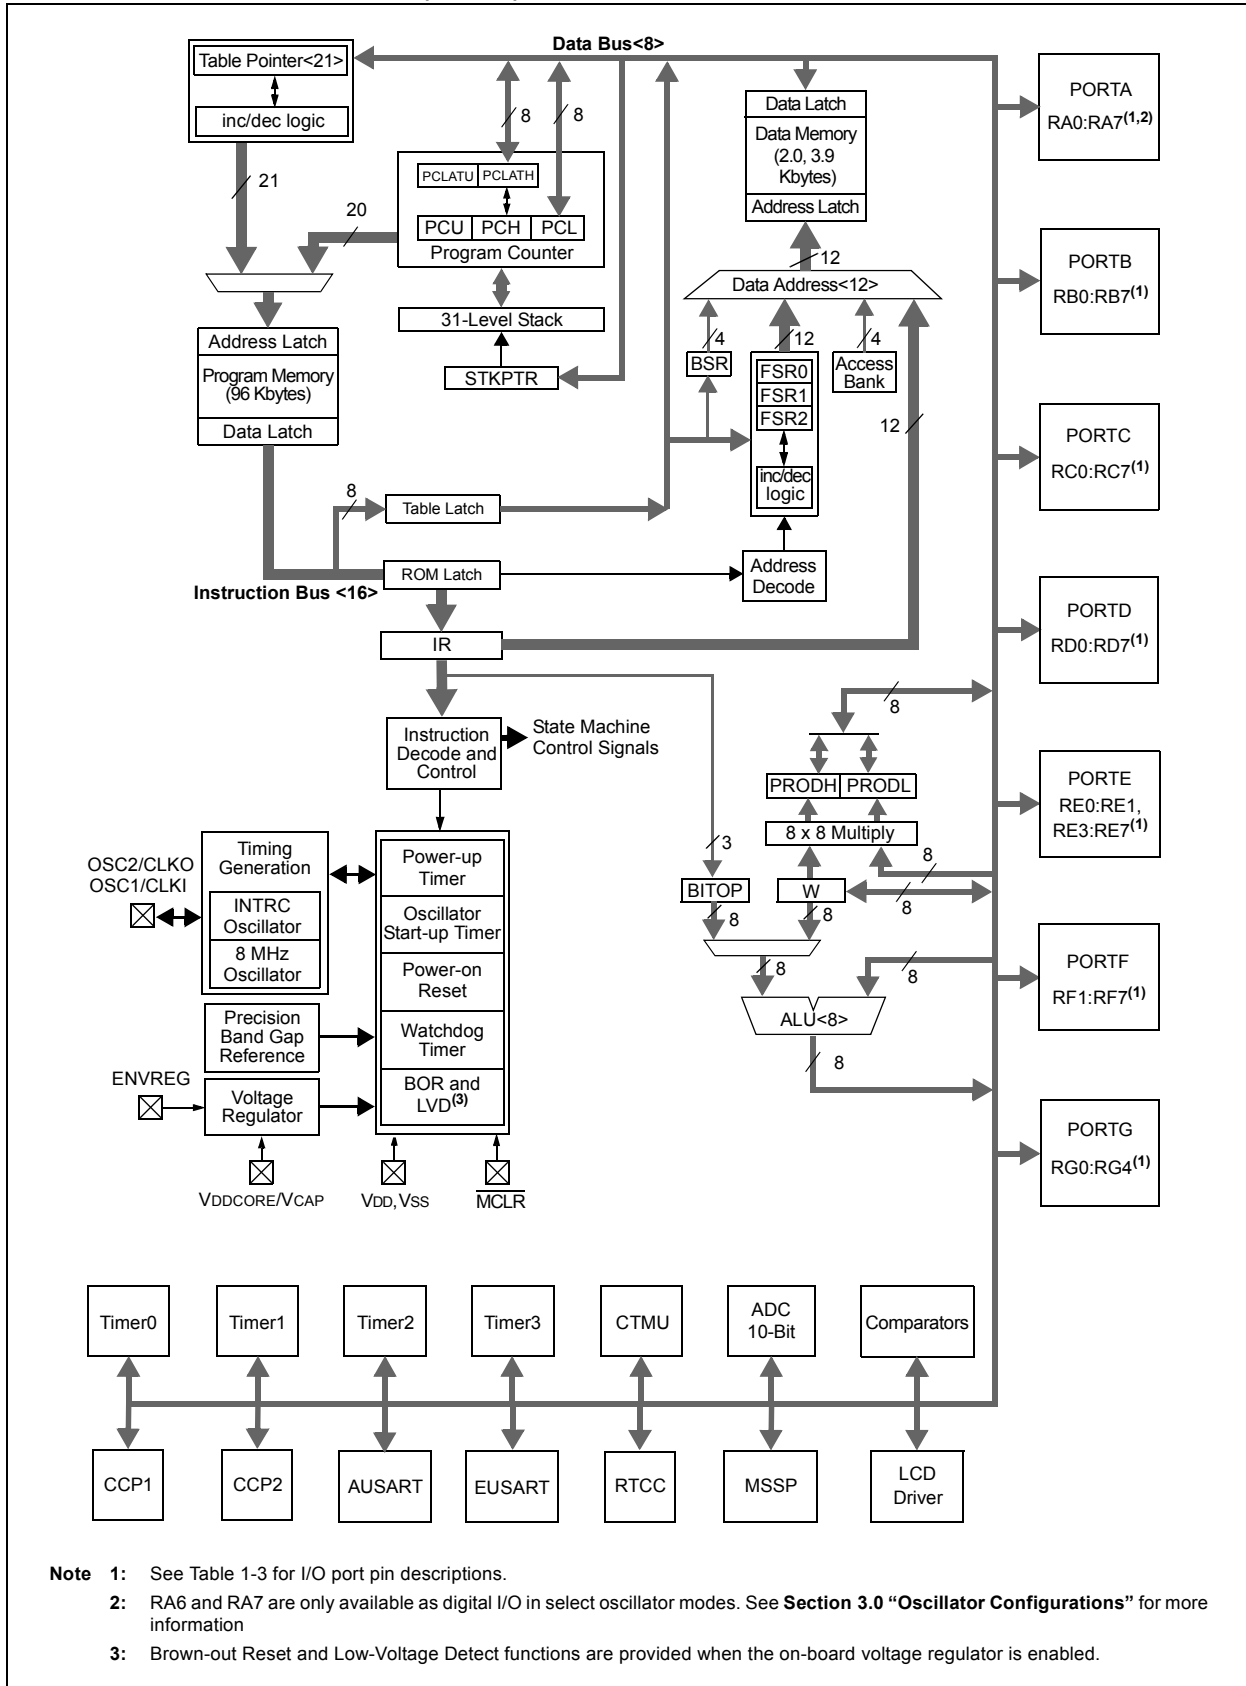 Data Bus<8>
Table Pointer<21>
inc/dec logic
21
8
8
PCLATU
PCLATH
PCU
PCH
PCL
Program Counter
20
31-Level Stack
STKPTR
Address Latch
Program Memory
(96 Kbytes)
Data Latch
8
Table Latch
ROM Latch
Instruction Bus <16>
IR
Data Latch
Data Memory
(2.0, 3.9
Kbytes)
Address Latch
12
Data Address<12>
4
12
4
BSR
FSR0
FSR1
FSR2
inc/dec
logic
Access
Bank
12
Address
Decode
Instruction
Decode and
Control
State Machine
Control Signals
8
PRODH
PRODL
8 x 8 Multiply
3
8
BITOP
W
8
8
8
8
8
ALU<8>
8
OSC2/CLKO
OSC1/CLKI
Timing
Generation
INTRC
Oscillator
8 MHz
Oscillator
Precision
Band Gap
Reference
ENVREG
Voltage
Regulator
Power-up
Timer
Oscillator
Start-up Timer
Power-on
Reset
Watchdog
Timer
BOR and
LVD(3)
VDDCORE/VCAP
VDD, VSS
MCLR
PORTA
RA0:RA7(1,2)
PORTB
RB0:RB7(1)
PORTC
RC0:RC7(1)
PORTD
RD0:RD7(1)
PORTE
RE0:RE1,
RE3:RE7(1)
PORTF
RF1:RF7(1)
PORTG
RG0:RG4(1)
Timer0
Timer1
Timer2
Timer3
CTMU
ADC
10-Bit
Comparators
CCP1
CCP2
AUSART
EUSART
RTCC
MSSP
LCD
Driver
Note 1: See Table 1-3 for I/O port pin descriptions.
2: RA6 and RA7 are only available as digital I/O in select oscillator modes. See Section 3.0 “Oscillator Configurations” for more
information
3: Brown-out Reset and Low-Voltage Detect functions are provided when the on-board voltage regulator is enabled.